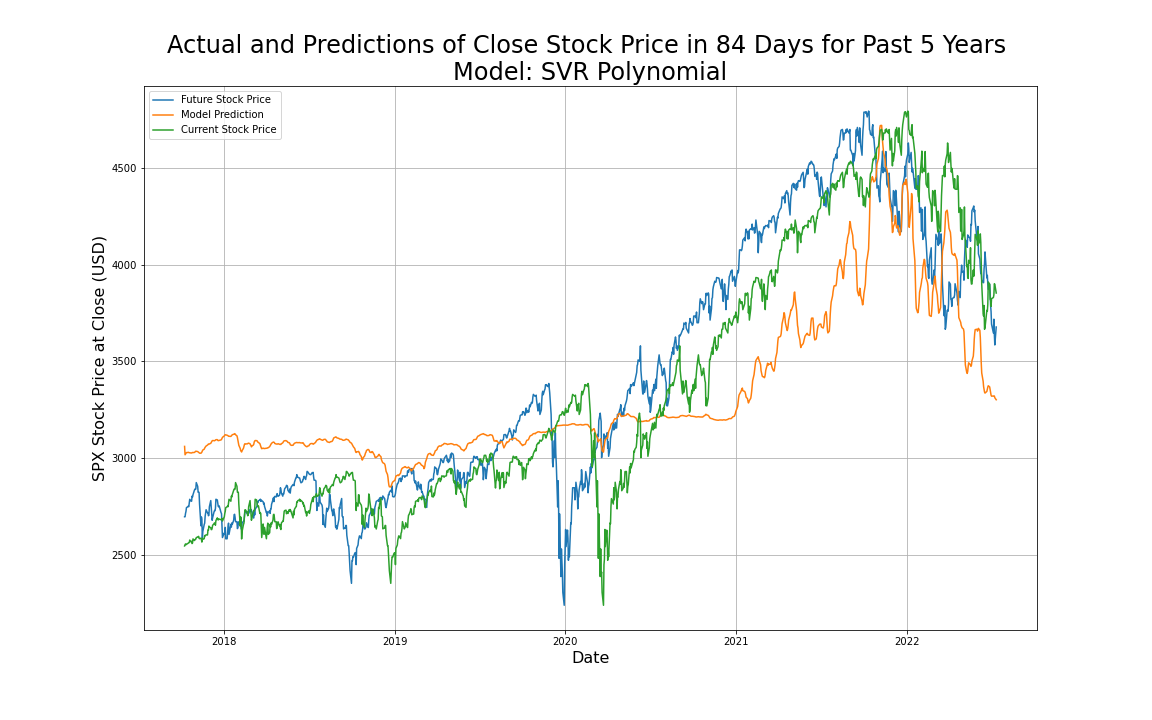 Actual and Predictions of Close Stock Price in 84 Days for Past 5 Years
Model: SVR Polynomial
Future Stock Price
Model Prediction
Current Stock Price
SPX Stock Price at Close (USD)
4500
4000
3500
3000
2500
2018
2019
2020
2021
2022
Date